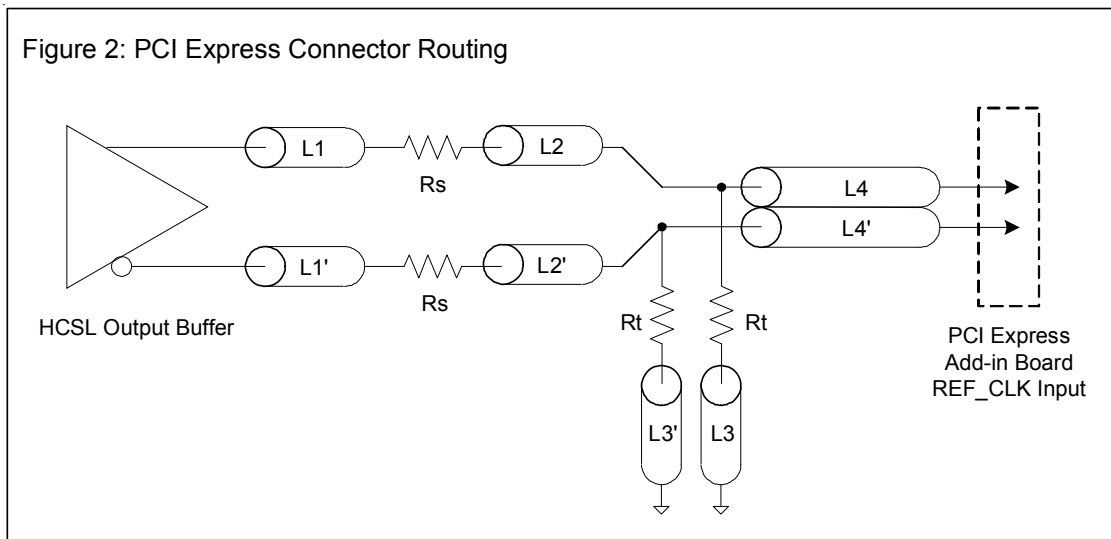 Figure 2: PCI Express Connector Routing
L1
Rs
L2
L4
L4'
L1'
Rs
L2'
HCSL Output Buffer
Rt
Rt
L3'
L3
PCI Express
Add-in Board
REF_CLK Input